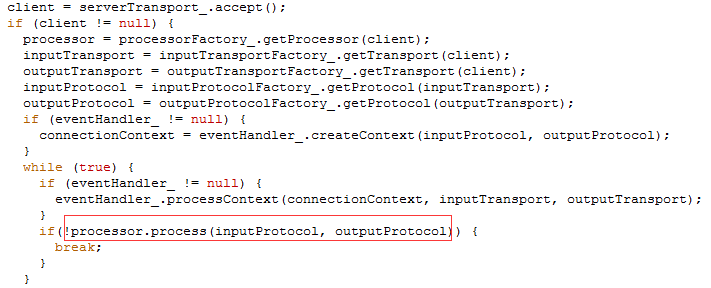 client = serverTransport_.accept();
if (client != null) {
  processor = processorFactory_.getProcessor(client);
  inputTransport = inputTransportFactory_.getTransport(client);
  outputTransport = outputTransportFactory_.getTransport(client);
  inputProtocol = inputProtocolFactory_.getProtocol(inputTransport);
  outputProtocol = outputProtocolFactory_.getProtocol(outputTransport);
  if (eventHandler_ != null) {
    connectionContext = eventHandler_.createContext(inputProtocol, outputProtocol);
  }
  while (true) {
    if (eventHandler_ != null) {
      eventHandler_.processContext(connectionContext, inputTransport, outputTransport);
    }
    if(!processor.process(inputProtocol, outputProtocol)) {
      break;
    }
  }